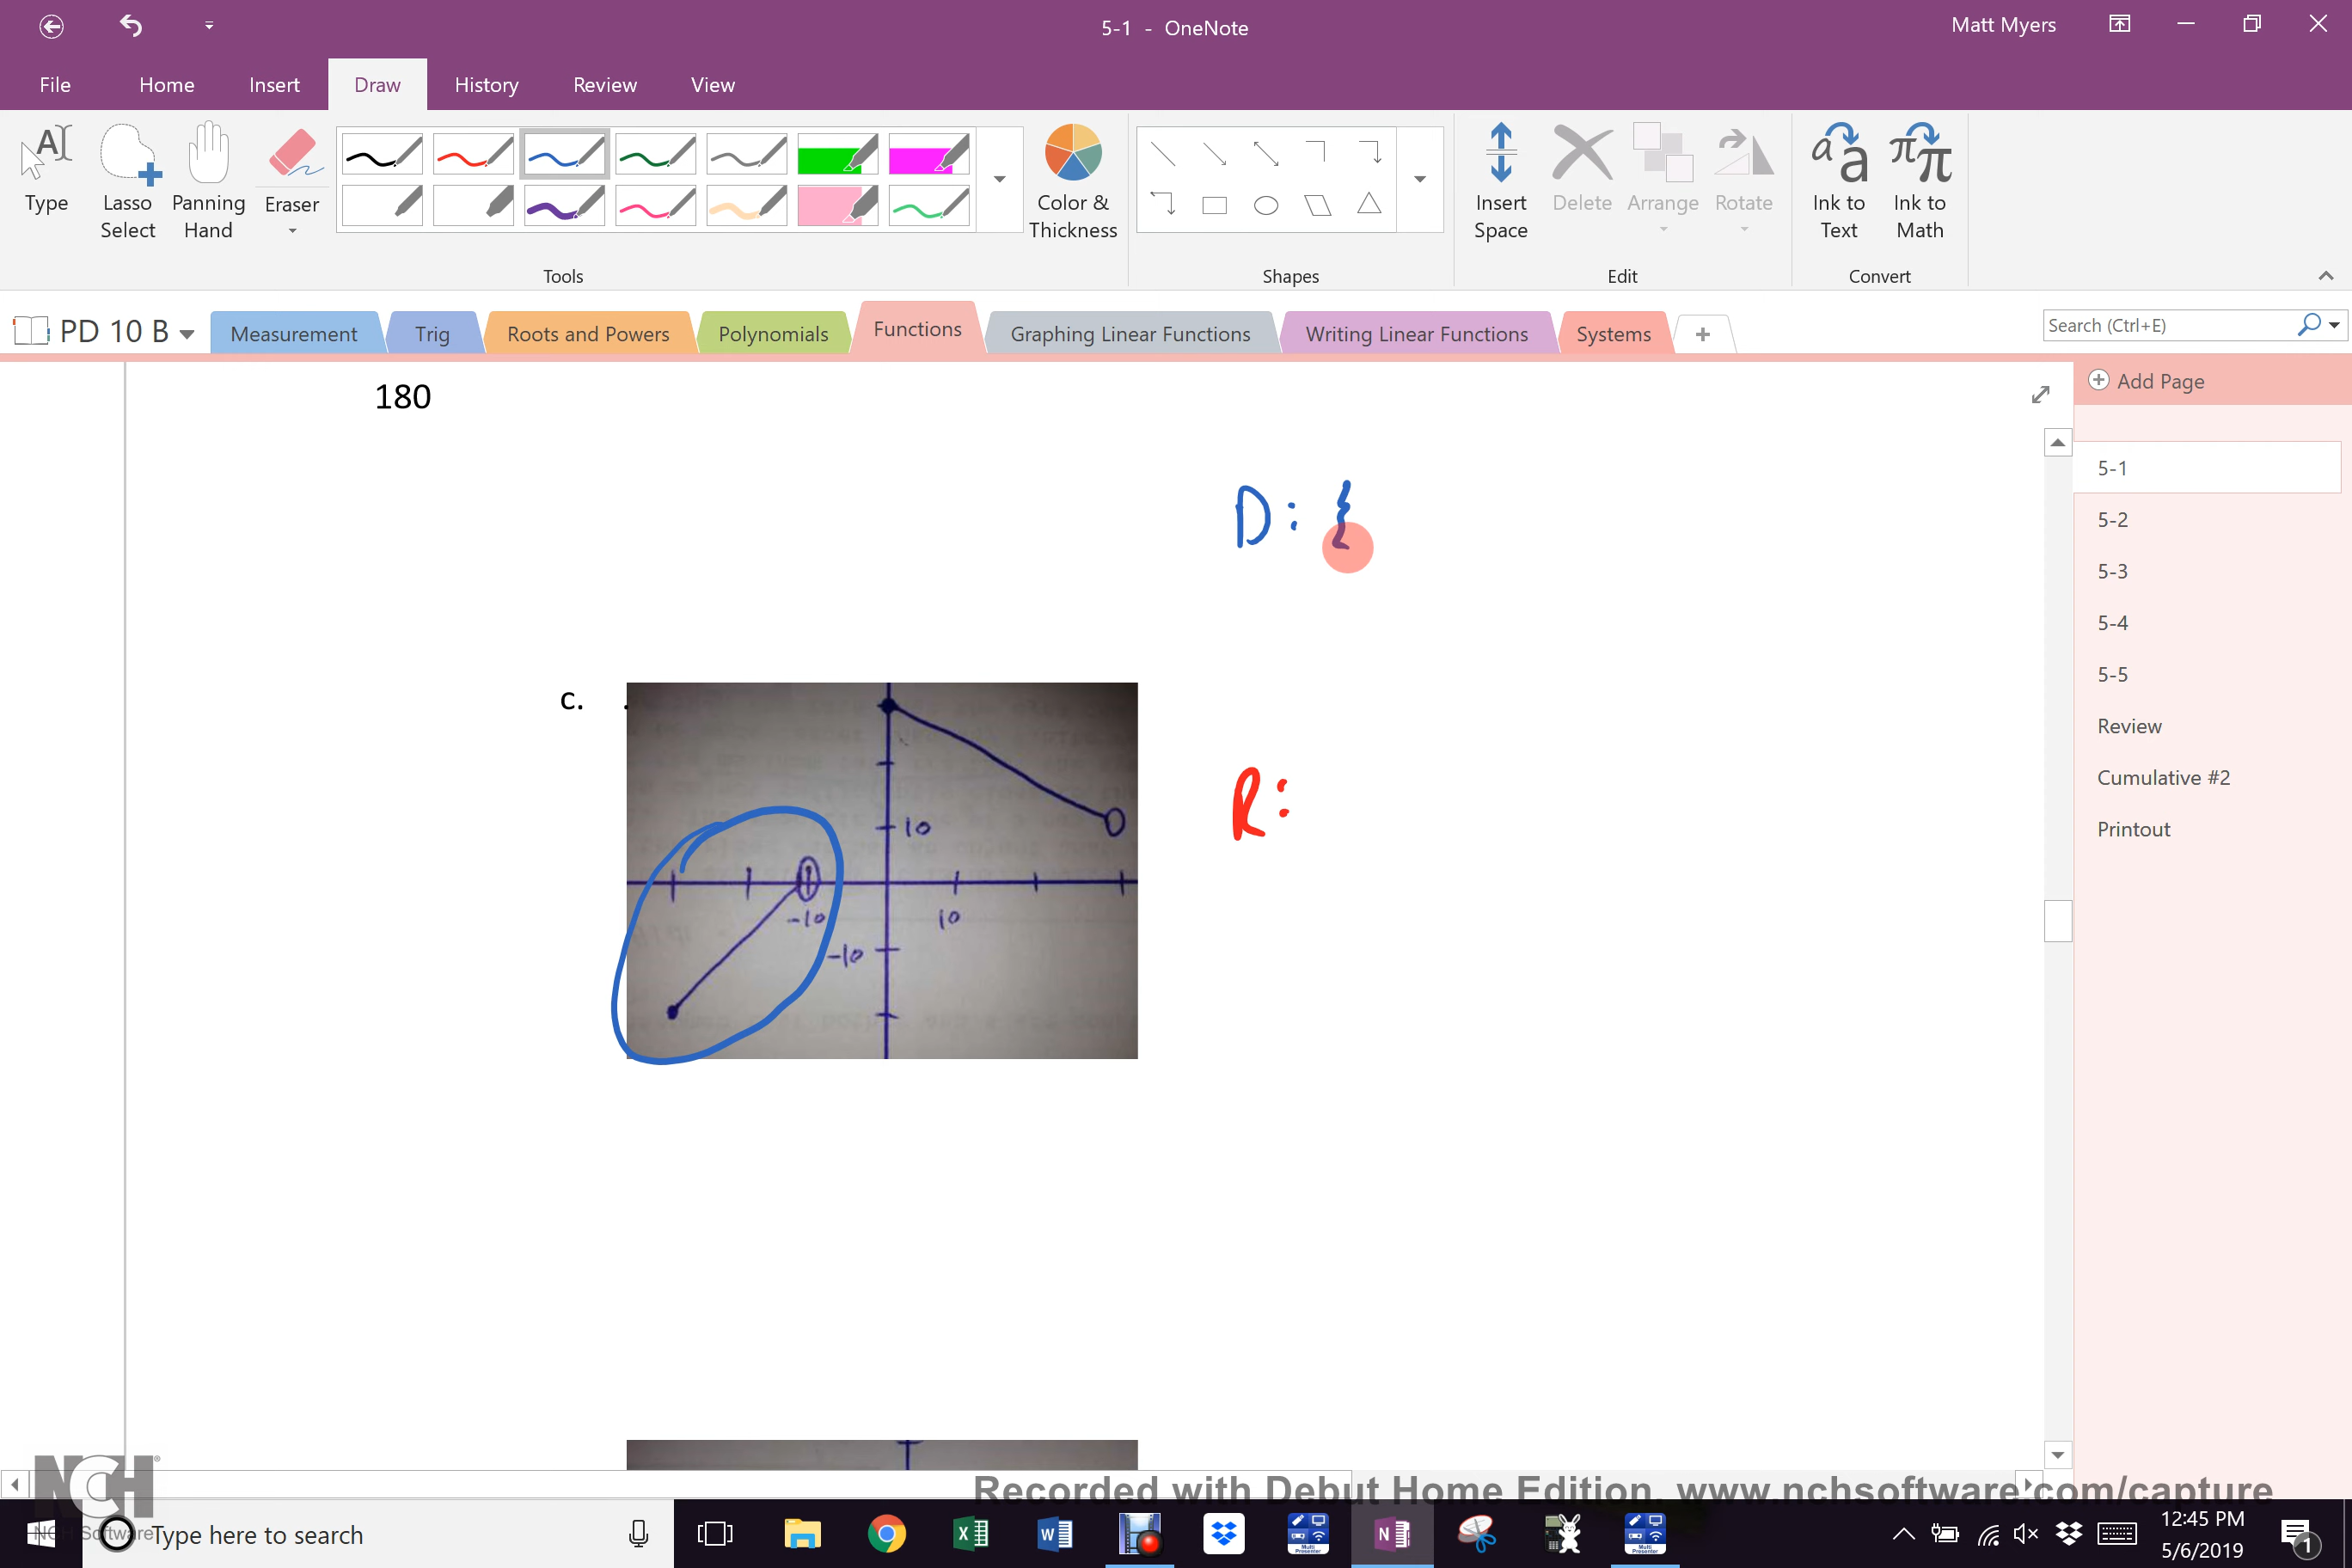 5-1 - OneNote
Matt Myers
File Home Insert Draw History Review View
Type
Lasso Select
Panning Hand
Eraser
Color & Thickness
Insert Space
Delete
Arrange
Rotate
Ink to Text
Ink to Math
Tools
Shapes
Edit
Convert
PD 10 B
Measurement
Trig
Roots and Powers
Polynomials
Functions
Graphing Linear Functions
Writing Linear Functions
Systems
Search (Ctrl+E)
Add Page
180
5-1
5-2
5-3
5-4
5-5
Review
Cumulative #2
Printout
D: {
c. .
10
-10
10
-10
R:
NCH
NCH Software
Recorded with Debut Home Edition. www.nchsoftware.com/capture
Type here to search
12:45 PM
5/6/2019
1